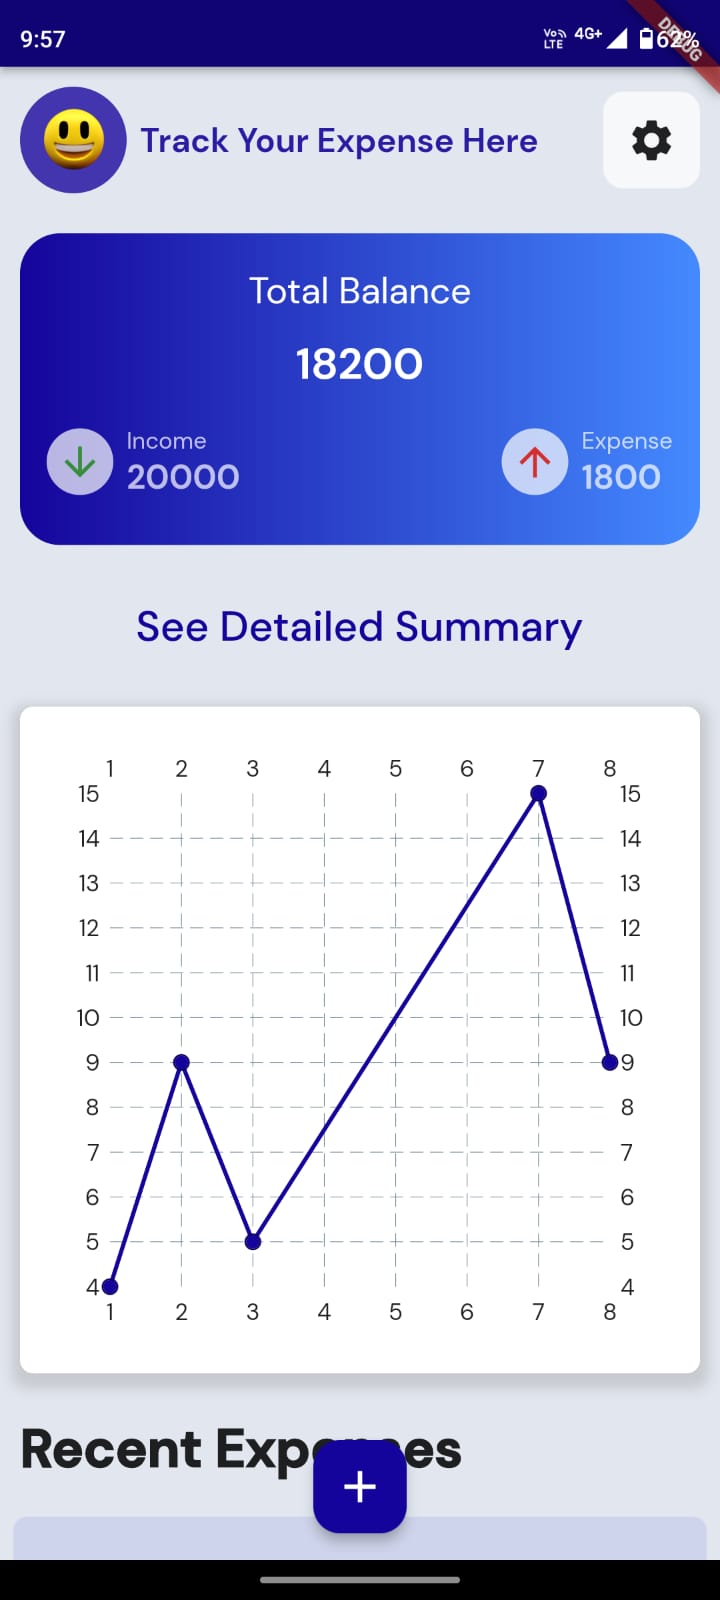 9:57
Vo) LTE 4G+ 62%
DEBUG
Track Your Expense Here
Total Balance
18200
Income
20000
Expense
1800
See Detailed Summary
1 2 3 4 5 6 7 8
15 15
14 14
13 13
12 12
11 11
10 10
9 9
8 8
7 7
6 6
5 5
4 4
1 2 3 4 5 6 7 8
Recent Expenses
+